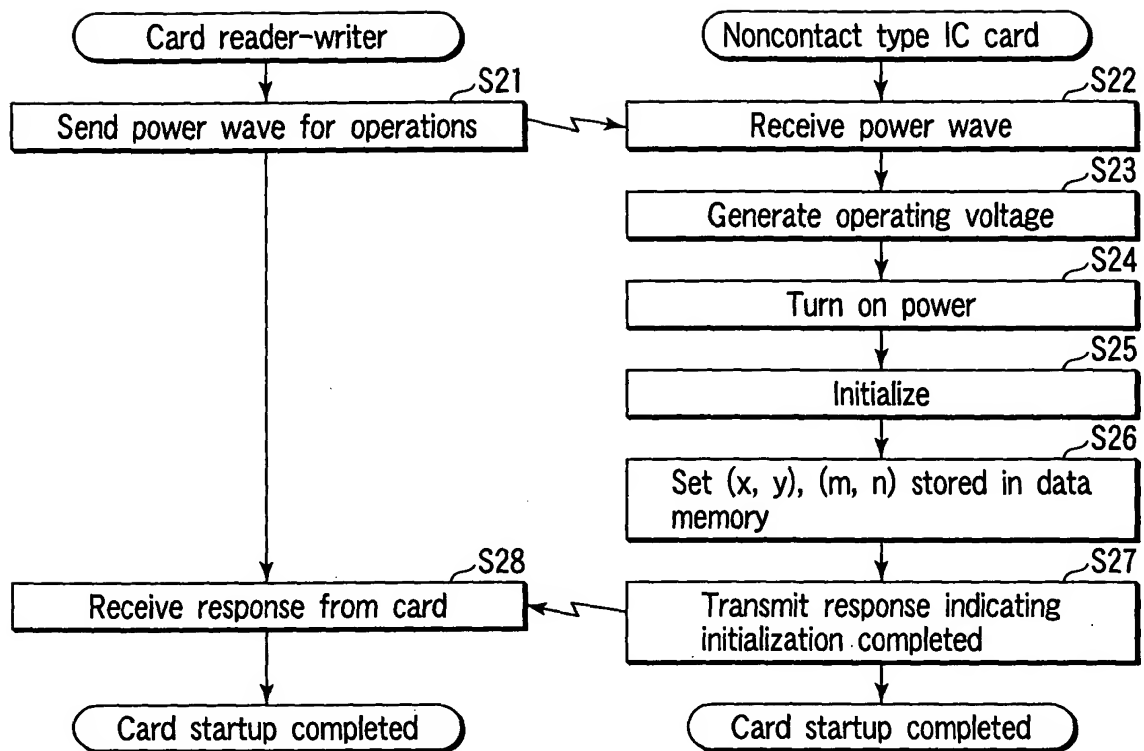 Card reader-writer
Noncontact type IC card
S21
Send power wave for operations
S22
Receive power wave
S23
Generate operating voltage
S24
Turn on power
S25
Initialize
S26
Set (x, y), (m, n) stored in data
memory
S28
Receive response from card
S27
Transmit response indicating
initialization completed
Card startup completed
Card startup completed